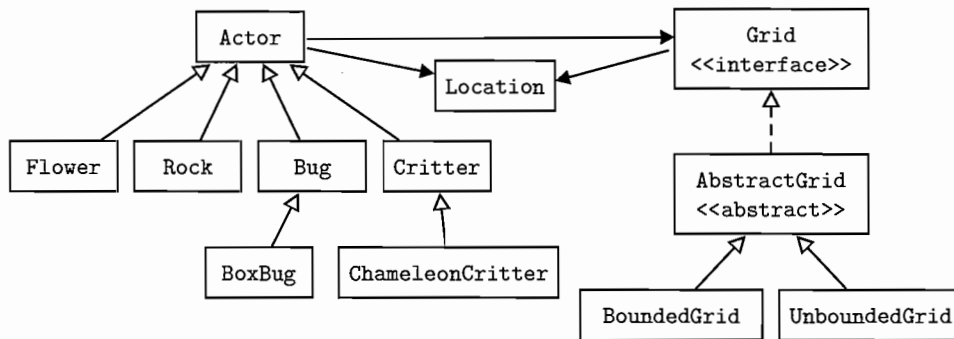 Actor
Grid
<<interface>>
Location
Flower
Rock
Bug
Critter
AbstractGrid
<<abstract>>
BoxBug
ChameleonCritter
BoundedGrid
UnboundedGrid